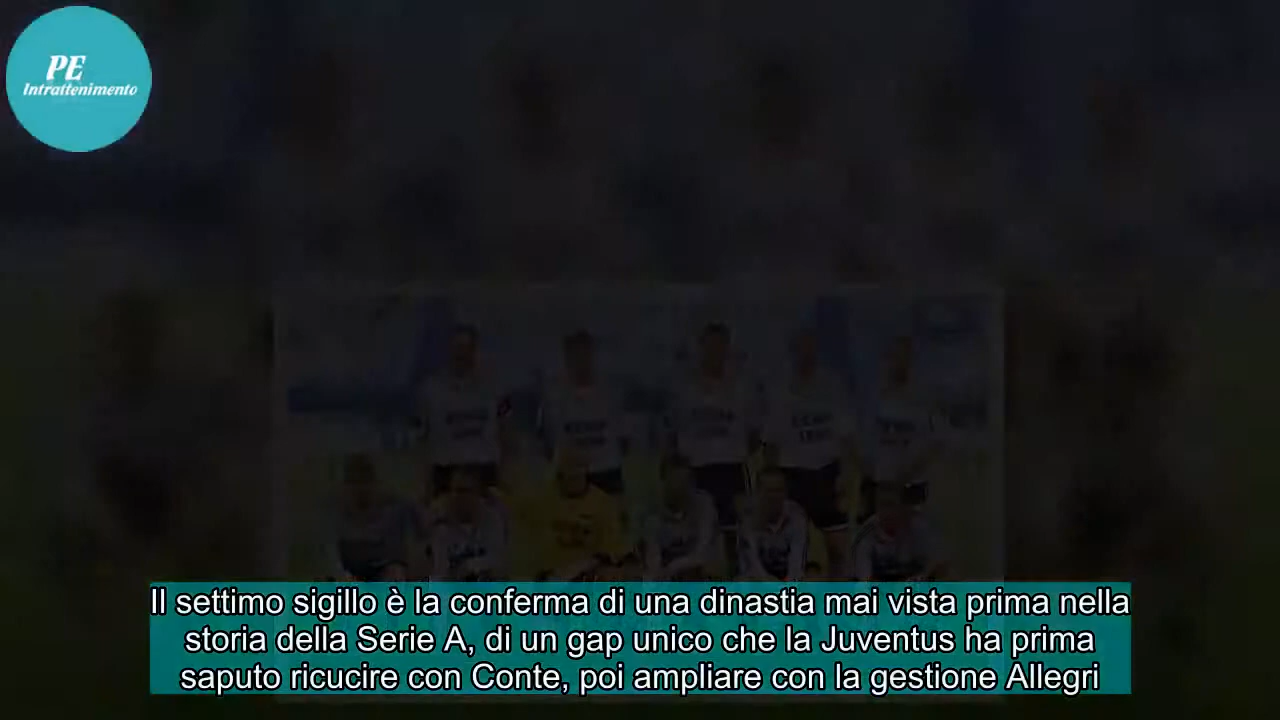 PE
Intrattenimento
Il settimo sigillo è la conferma di una dinastia mai vista prima nella
storia della Serie A, di un gap unico che la Juventus ha prima
saputo ricucire con Conte, poi ampliare con la gestione Allegri